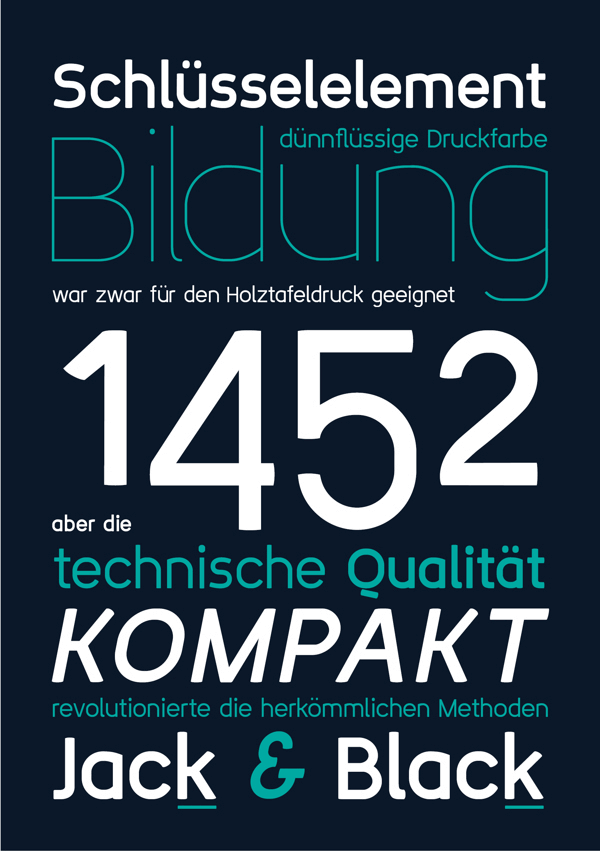 Schlüsselelement
dünnflüssige Druckfarbe
Bildung
war zwar für den Holztafeldruck geeignet
1452
aber die
technische Qualität
KOMPAKT
revolutionierte die herkömmlichen Methoden
Jack & Black